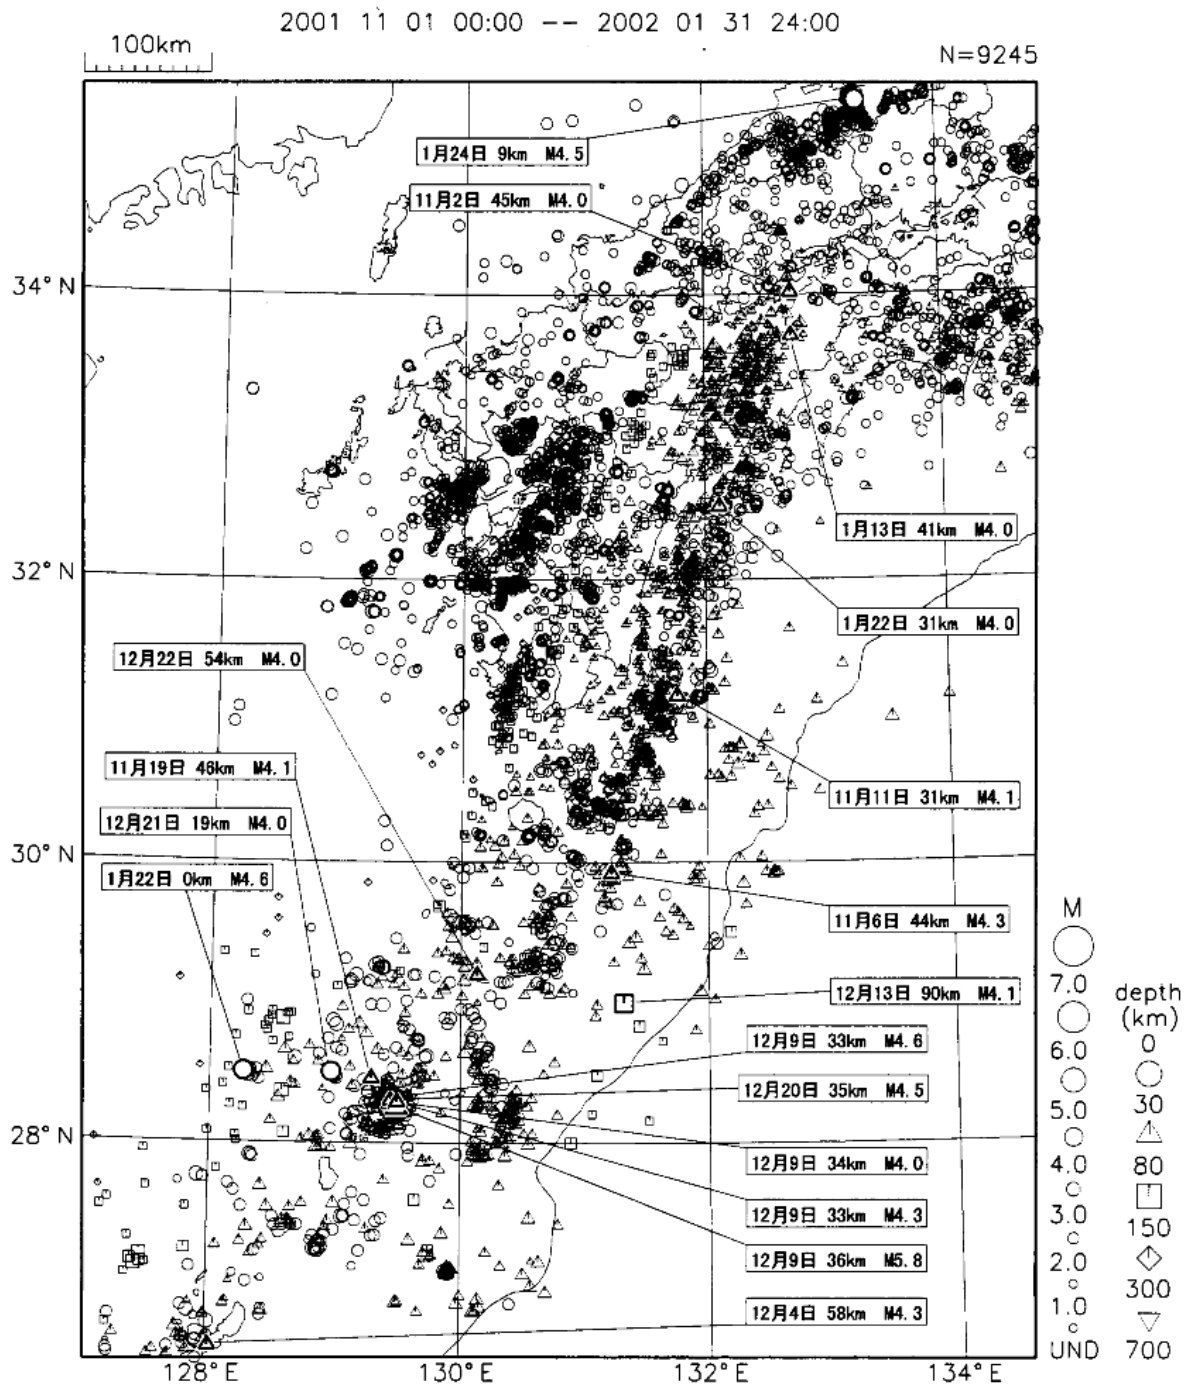 2001 11 01 00:00 -- 2002 01 31 24:00
100km
N=9245
1月24日 9km M4.5
11月2日 45km M4.0
34° N
1月13日 41km M4.0
32° N
1月22日 31km M4.0
12月22日 54km M4.0
11月19日 46km M4.1
11月11日 31km M4.1
12月21日 19km M4.0
30° N
1月22日 0km M4.6
11月6日 44km M4.3
12月13日 90km M4.1
12月9日 33km M4.6
12月20日 35km M4.5
28° N
12月9日 34km M4.0
12月9日 33km M4.3
12月9日 36km M5.8
12月4日 58km M4.3
128° E
130° E
132° E
134° E
M
7.0
6.0
5.0
4.0
3.0
2.0
1.0
UND
depth
(km)
0
30
80
150
300
700